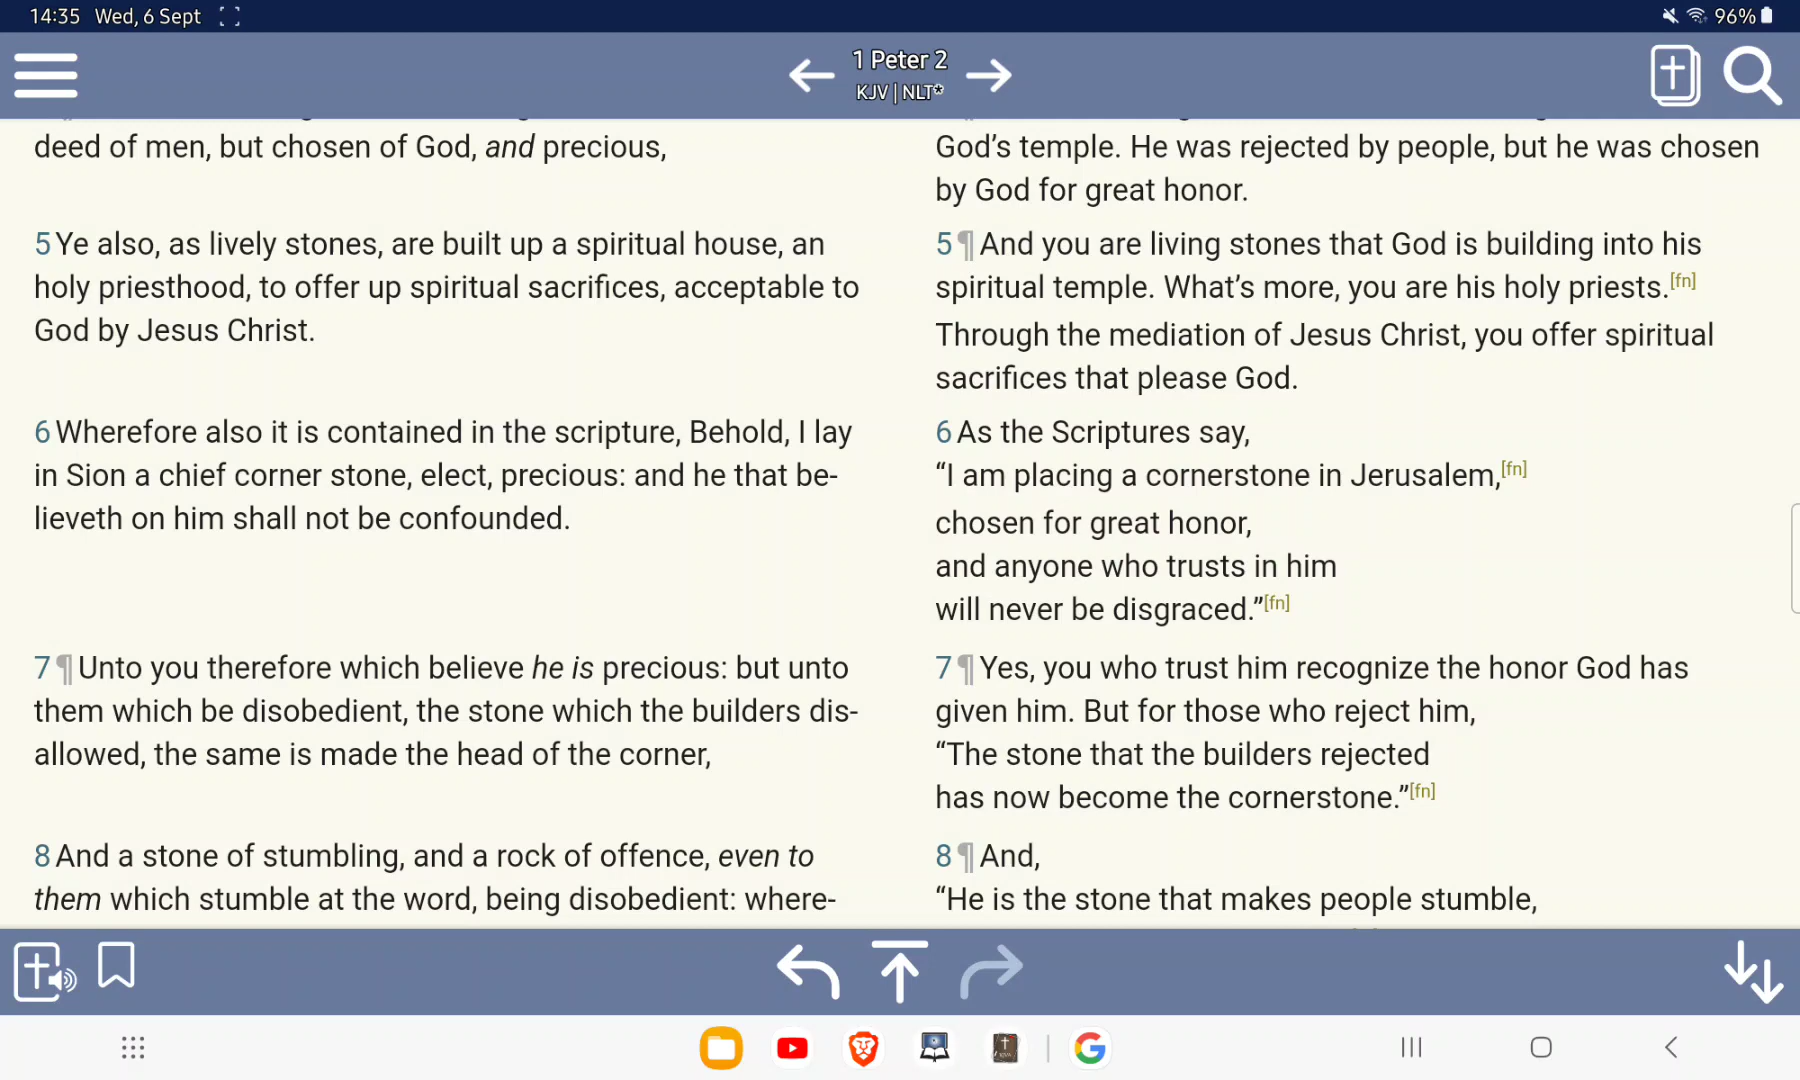 14:35 Wed, 6 Sept
96%
1 Peter 2
KJV | NLT*
deed of men, but chosen of God, and precious,
5 Ye also, as lively stones, are built up a spiritual house, an
holy priesthood, to offer up spiritual sacrifices, acceptable to
God by Jesus Christ.
6 Wherefore also it is contained in the scripture, Behold, I lay
in Sion a chief corner stone, elect, precious: and he that be-
lieveth on him shall not be confounded.
7 ¶ Unto you therefore which believe he is precious: but unto
them which be disobedient, the stone which the builders dis-
allowed, the same is made the head of the corner,
8 And a stone of stumbling, and a rock of offence, even to
them which stumble at the word, being disobedient: where-
God’s temple. He was rejected by people, but he was chosen
by God for great honor.
5 ¶ And you are living stones that God is building into his
spiritual temple. What’s more, you are his holy priests.[fn]
Through the mediation of Jesus Christ, you offer spiritual
sacrifices that please God.
6 As the Scriptures say,
“I am placing a cornerstone in Jerusalem,[fn]
chosen for great honor,
and anyone who trusts in him
will never be disgraced.”[fn]
7 ¶ Yes, you who trust him recognize the honor God has
given him. But for those who reject him,
“The stone that the builders rejected
has now become the cornerstone.”[fn]
8 ¶ And,
“He is the stone that makes people stumble,